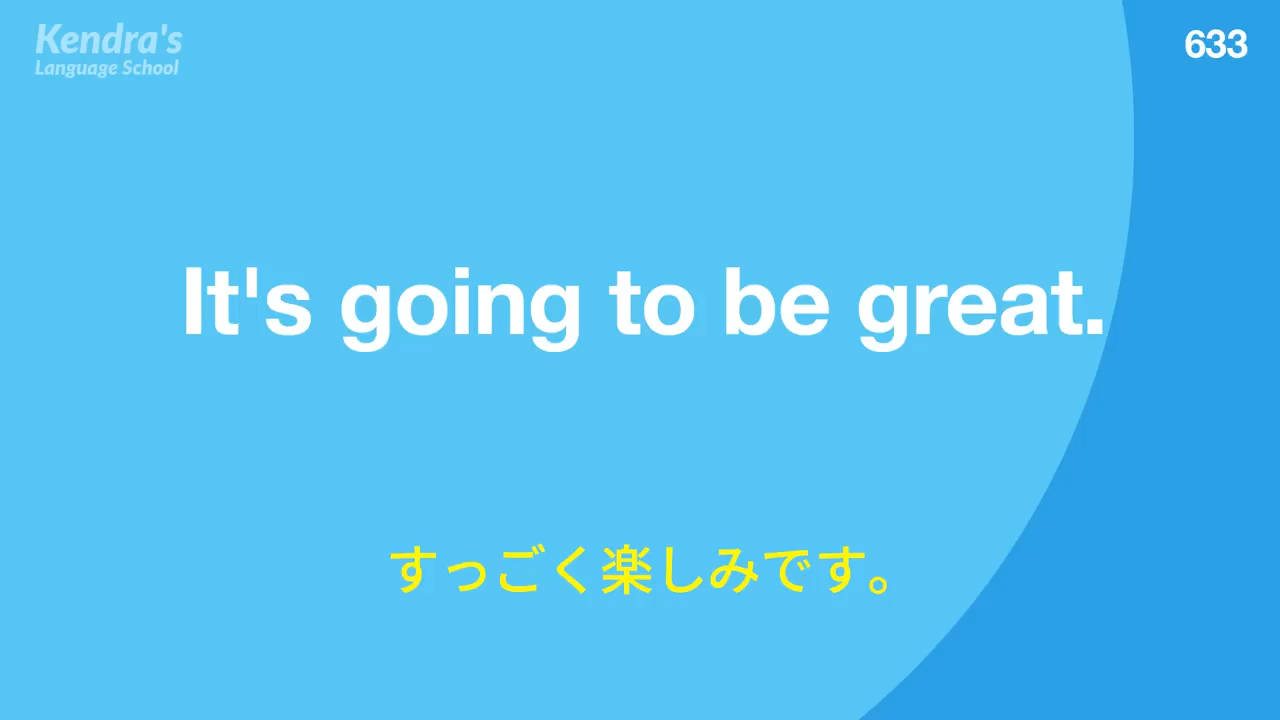 Kendra's
Language School
633
It's going to be great.
すっごく楽しみです。